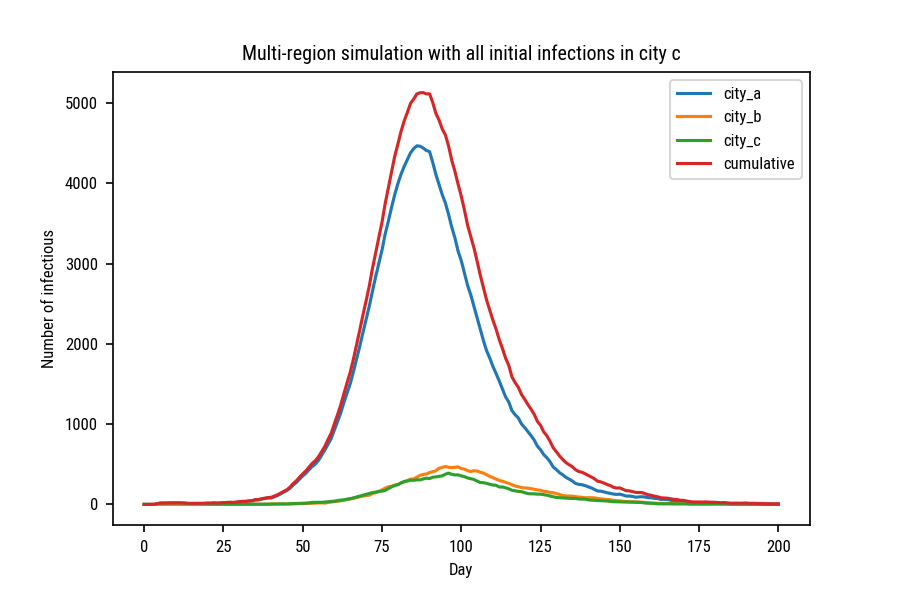 Multi-region simulation with all initial infections in city c
city_a
city_b
city_c
cumulative
Number of infectious
5000
4000
3000
2000
1000
0
0 25 50 75 100 125 150 175 200
Day